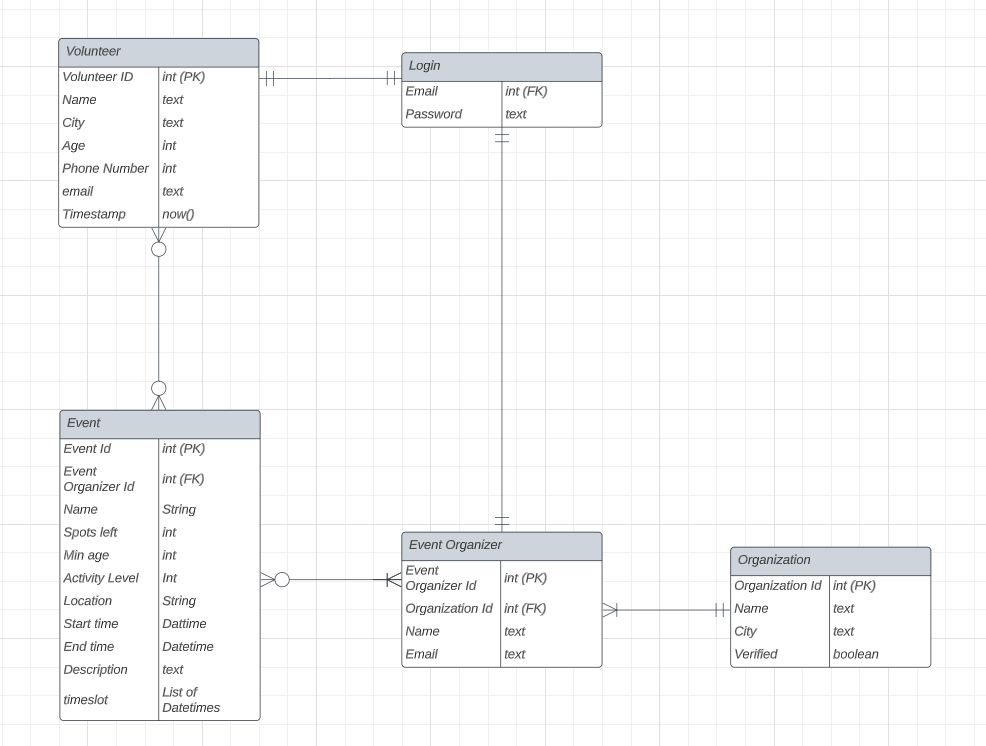 Volunteer
Volunteer ID int (PK)
Name text
City text
Age int
Phone Number int
email text
Timestamp now()
Login
Email int (FK)
Password text
Event
Event Id int (PK)
Event
Organizer Id int (FK)
Name String
Spots left int
Min age int
Activity Level Int
Location String
Start time Dattime
End time Datetime
Description text
timeslot List of
Datetimes
Event Organizer
Event
Organizer Id int (PK)
Organization Id int (FK)
Name text
Email text
Organization
Organization Id int (PK)
Name text
City text
Verified boolean